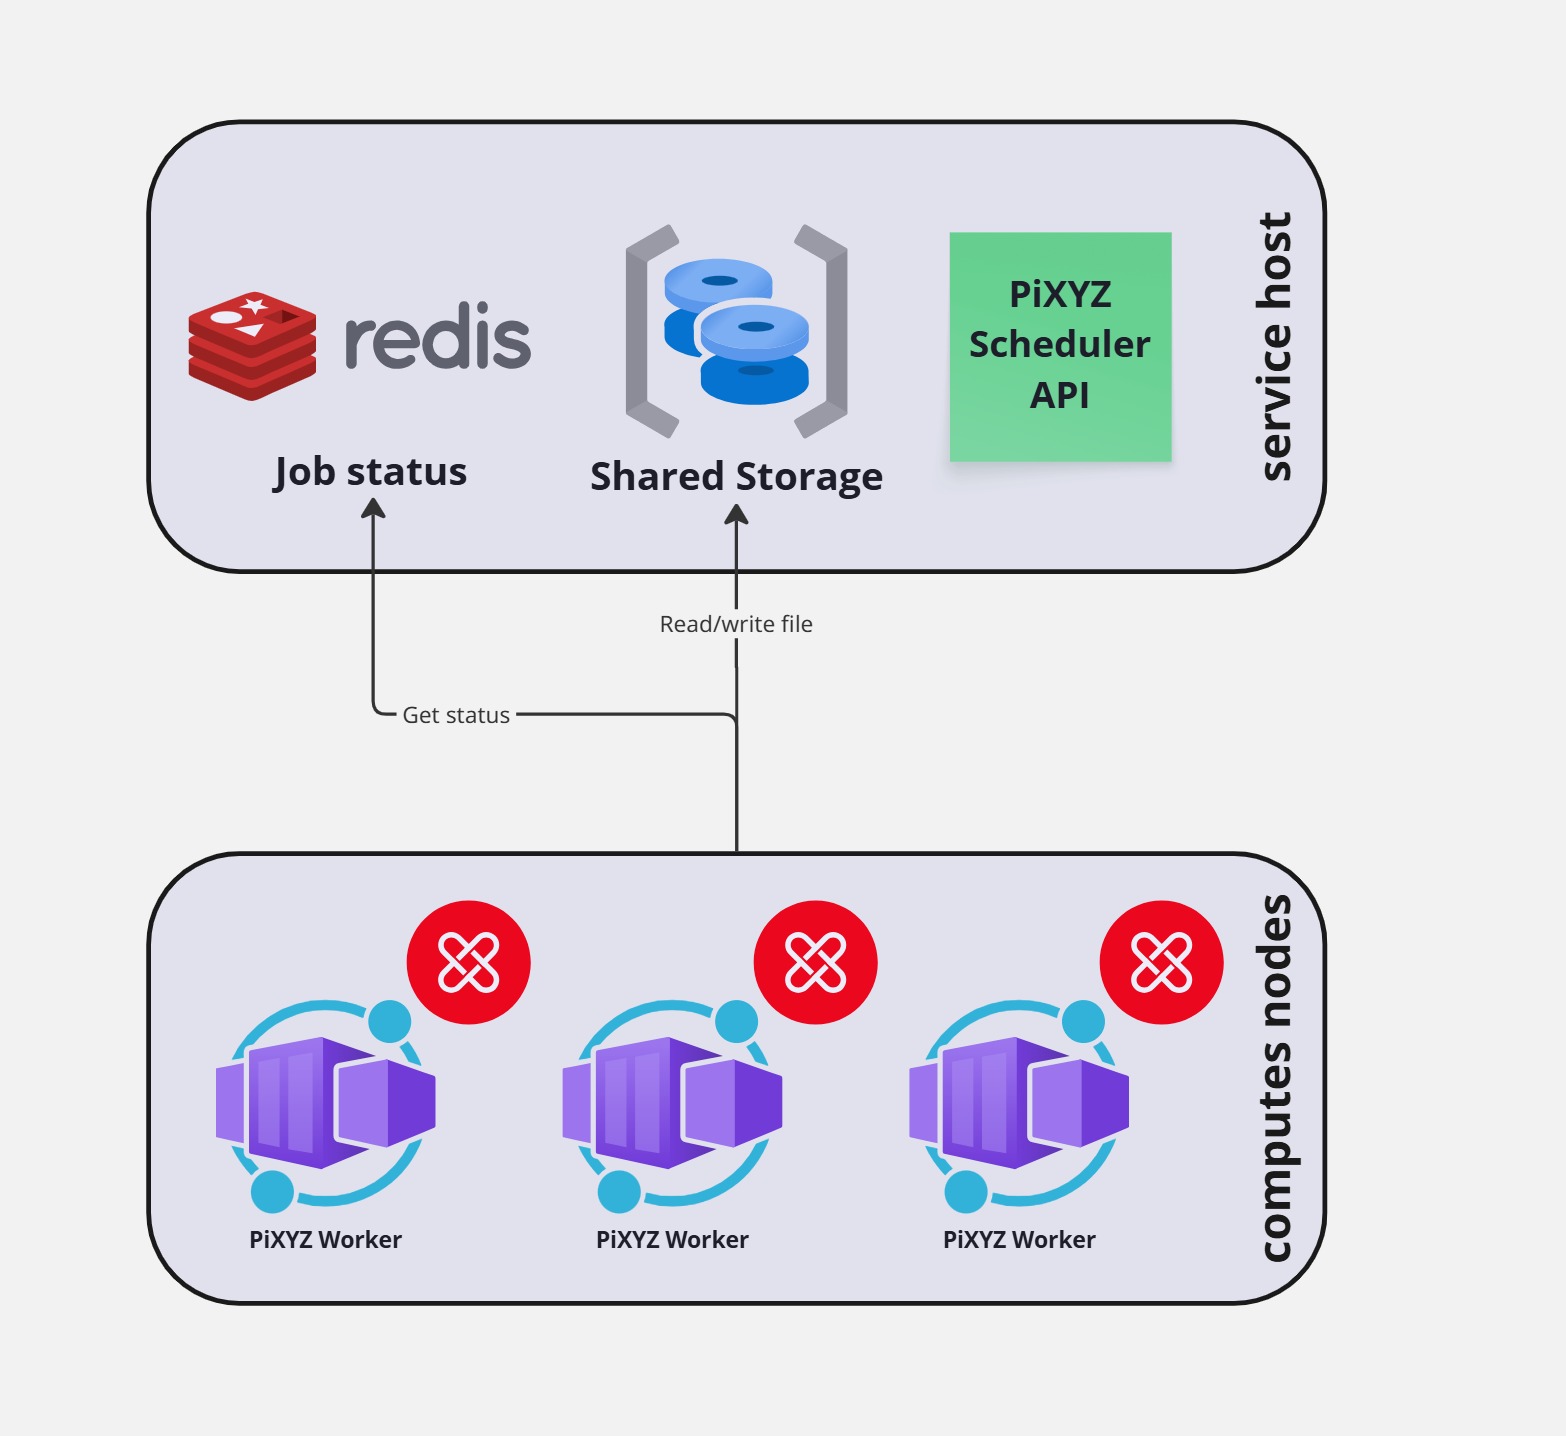 redis
Job status
Shared Storage
PiXYZ
Scheduler
API
service host
Read/write file
Get status
PiXYZ Worker
PiXYZ Worker
PiXYZ Worker
computes nodes